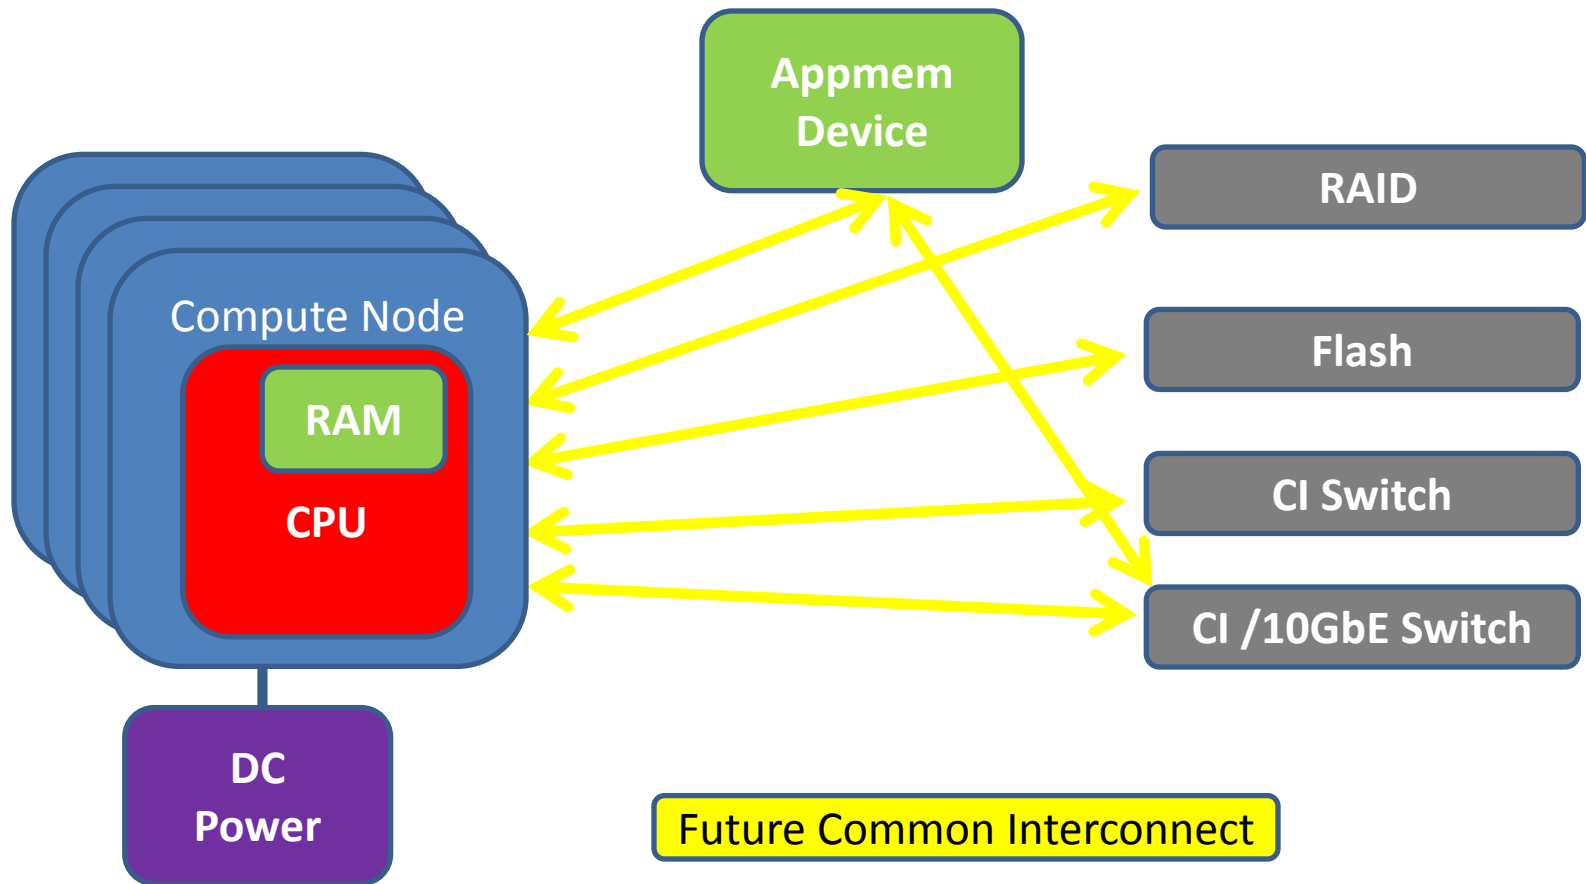 Appmem
Device
RAID
Compute Node
Flash
RAM
CI Switch
CPU
CI /10GbE Switch
DC
Power
Future Common Interconnect